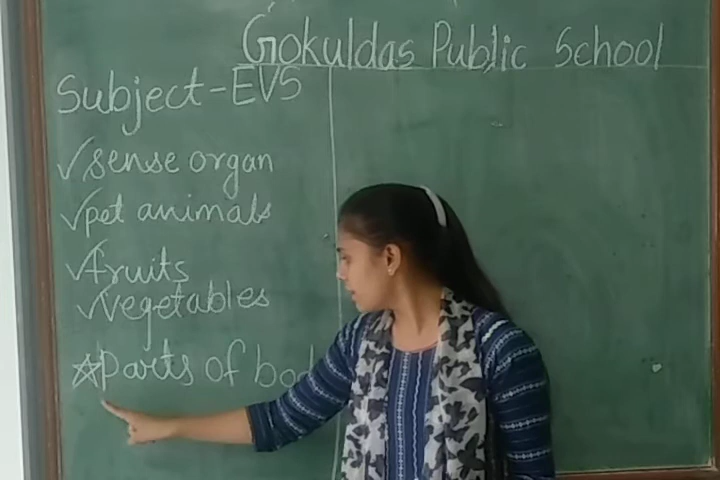 Gokuldas Public School
Subject-EVS
✓sense organ
✓pet animals
✓fruits
✓vegetables
☆Parts of bod